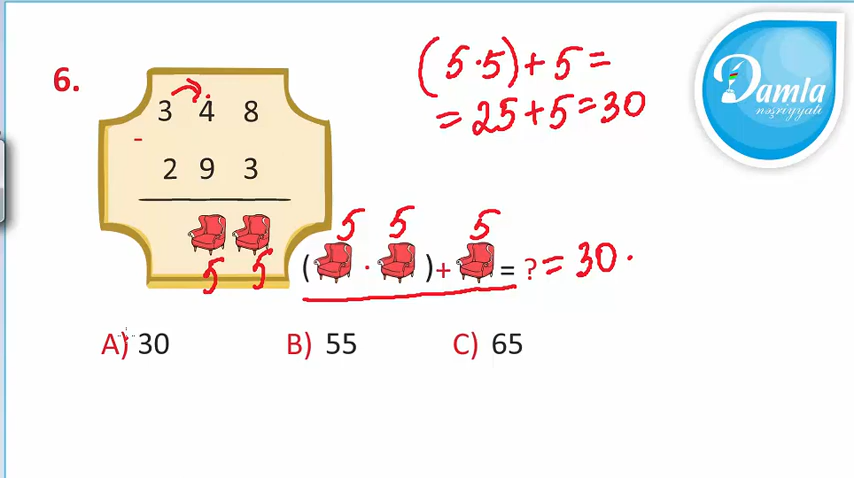 6.
3 4 8
-
2 9 3
5 5
(5 · 5) + 5 =
= 25 + 5 = 30
Damla
nəşriyyatı
5 5 5
( · ) + = ? = 30.
A) 30 B) 55 C) 65